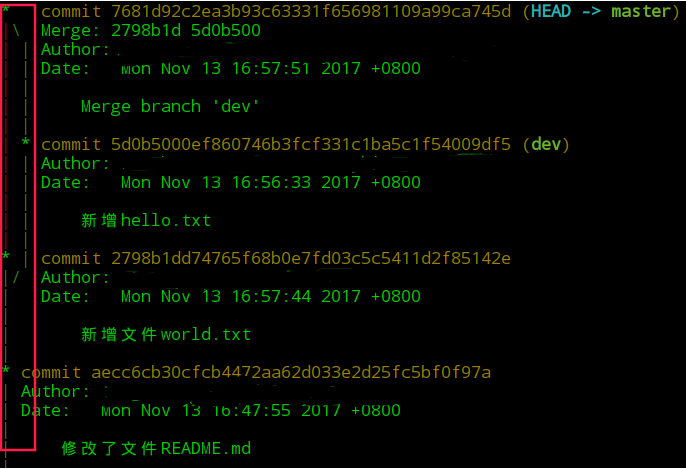 * commit 7681d92c2ea3b93c63331f656981109a99ca745d (HEAD -> master)
|\ Merge: 2798b1d 5d0b500
| | Author:
| | Date: Mon Nov 13 16:57:51 2017 +0800
| |
| | Merge branch 'dev'
| |
| * commit 5d0b5000ef860746b3fcf331c1ba5c1f54009df5 (dev)
| | Author:
| | Date: Mon Nov 13 16:56:33 2017 +0800
| |
| | 新增hello.txt
| |
* | commit 2798b1dd74765f68b0e7fd03c5c5411d2f85142e
|/ Author:
| Date: Mon Nov 13 16:57:44 2017 +0800
|
| 新增文件world.txt
|
* commit aecc6cb30cfcb4472aa62d033e2d25fc5bf0f97a
| Author:
| Date: Mon Nov 13 16:47:55 2017 +0800
|
| 修改了文件README.md
|